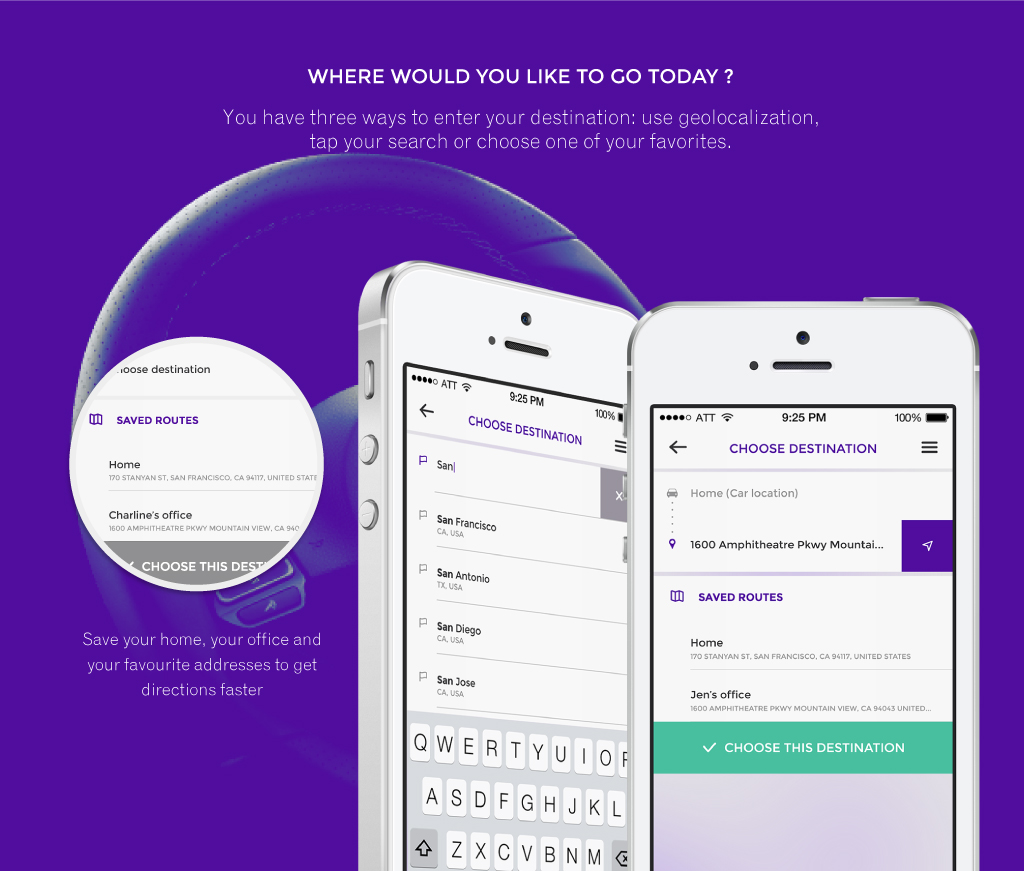 WHERE WOULD YOU LIKE TO GO TODAY ?
You have three ways to enter your destination: use geolocalization,
tap your search or choose one of your favorites.
hoose destination
SAVED ROUTES
Home
170 STANYAN ST, SAN FRANCISCO, CA 94117, UNITED STATE
Charline's office
1600 AMPHITHEATRE PKWY MOUNTAIN VIEW, CA 940
CHOOSE THIS DEST
Save your home, your office and
your favourite addresses to get
directions faster
ATT 9:25 PM 100%
CHOOSE DESTINATION
San
X
San Francisco
CA, USA
San Antonio
TX, USA
San Diego
CA, USA
San Jose
CA, USA
Q W E R T Y U I O P
A S D F G H J K L
Z X C V B N M
ATT 9:25 PM 100%
CHOOSE DESTINATION
Home (Car location)
1600 Amphitheatre Pkwy Mountai...
SAVED ROUTES
Home
170 STANYAN ST, SAN FRANCISCO, CA 94117, UNITED STATES
Jen's office
1600 AMPHITHEATRE PKWY MOUNTAIN VIEW, CA 94043 UNITED...
CHOOSE THIS DESTINATION